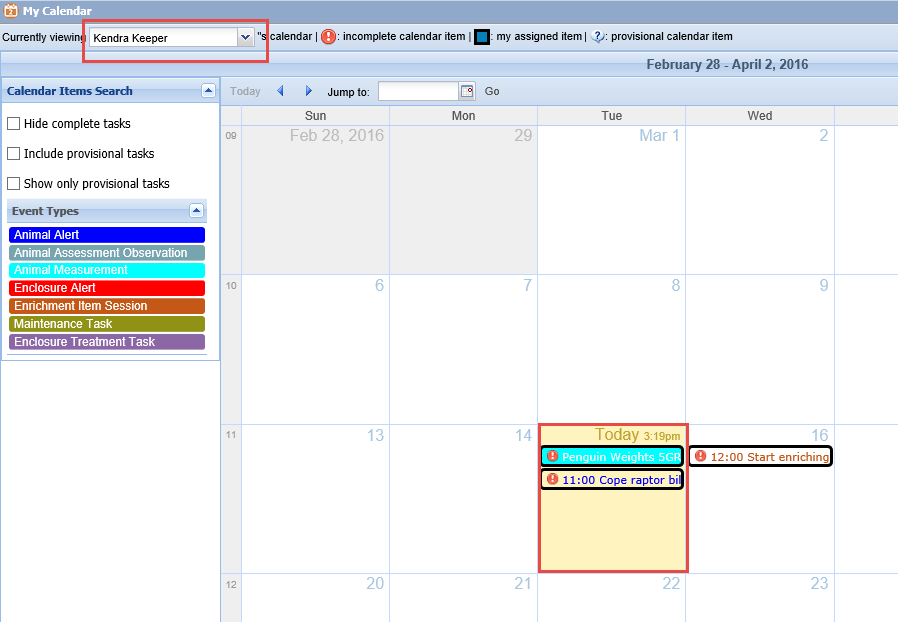 My Calendar
Currently viewing Kendra Keeper "'s calendar | : incomplete calendar item | : my assigned item | : provisional calendar item
February 28 - April 2, 2016
Calendar Items Search
Today Jump to: Go
Hide complete tasks
Include provisional tasks
Show only provisional tasks
Event Types
Animal Alert
Animal Assessment Observation
Animal Measurement
Enclosure Alert
Enrichment Item Session
Maintenance Task
Enclosure Treatment Task
Sun Mon Tue Wed
09 Feb 28, 2016 29 Mar 1 2
10 6 7 8 9
11 13 14 Today 3:19pm 16
Penguin Weights 5GR 12:00 Start enriching
11:00 Cope raptor bil
12 20 21 22 23